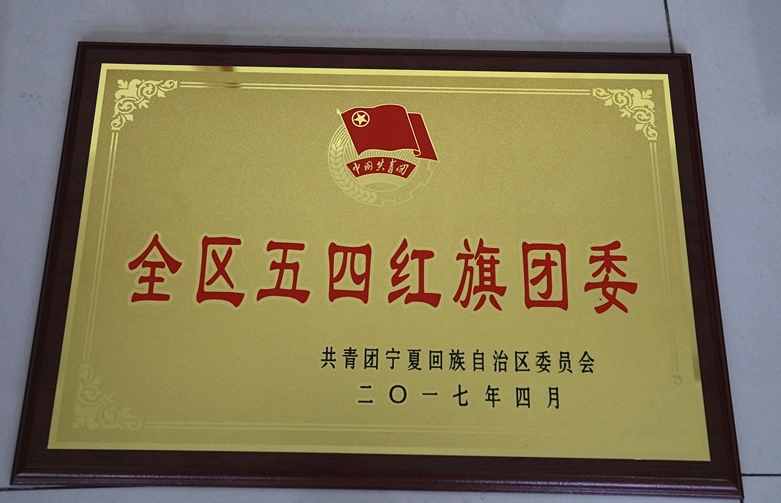 中国共青团
全区五四红旗团委
共青团宁夏回族自治区委员会
二〇一七年四月